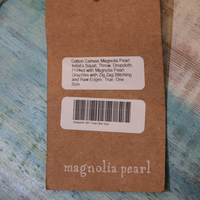 Cotton Canvas Magnolia Pearl
Artist's Squat, Throw, Dropcloth,
Printed with Magnolia Pearl
Graphics with Zig Zag Stitching
and Raw Edges, True, One
Size
magnolia pearl